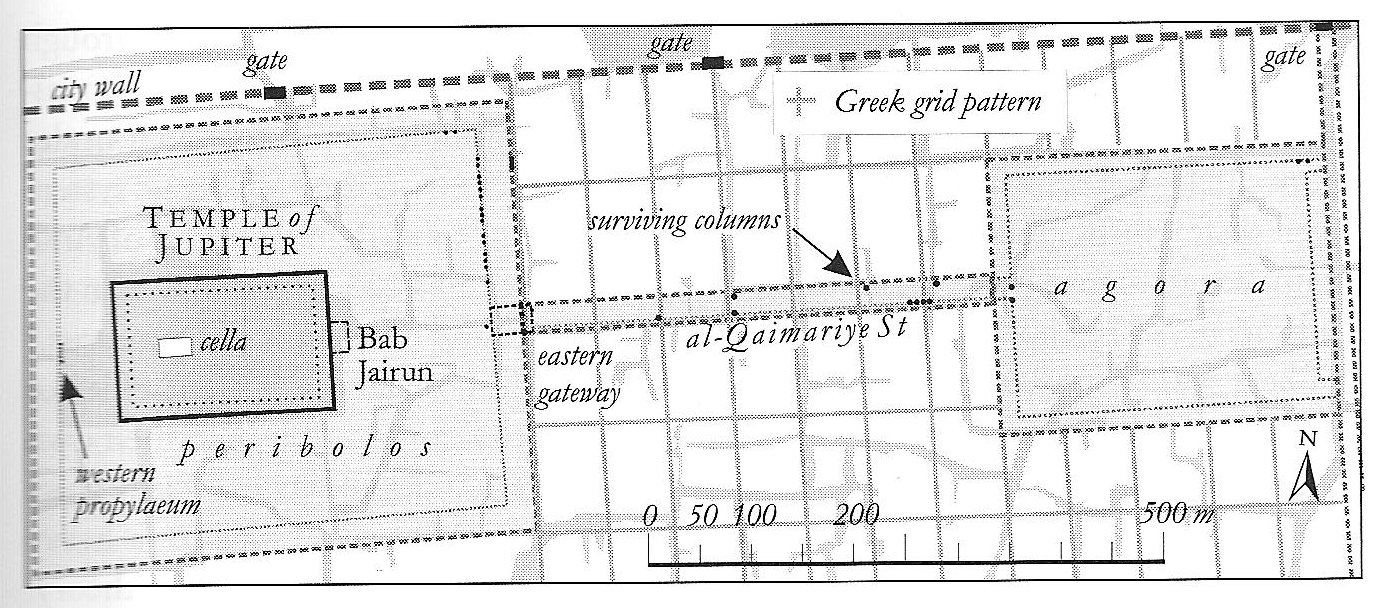 city wall
gate
gate
gate
Greek grid pattern
TEMPLE of
JUPITER
surviving columns
agora
cella
Bab
Jairun
al-Qaimariye St
eastern
gateway
peribolos
western
propylaeum
N
0 50 100 200 500 m